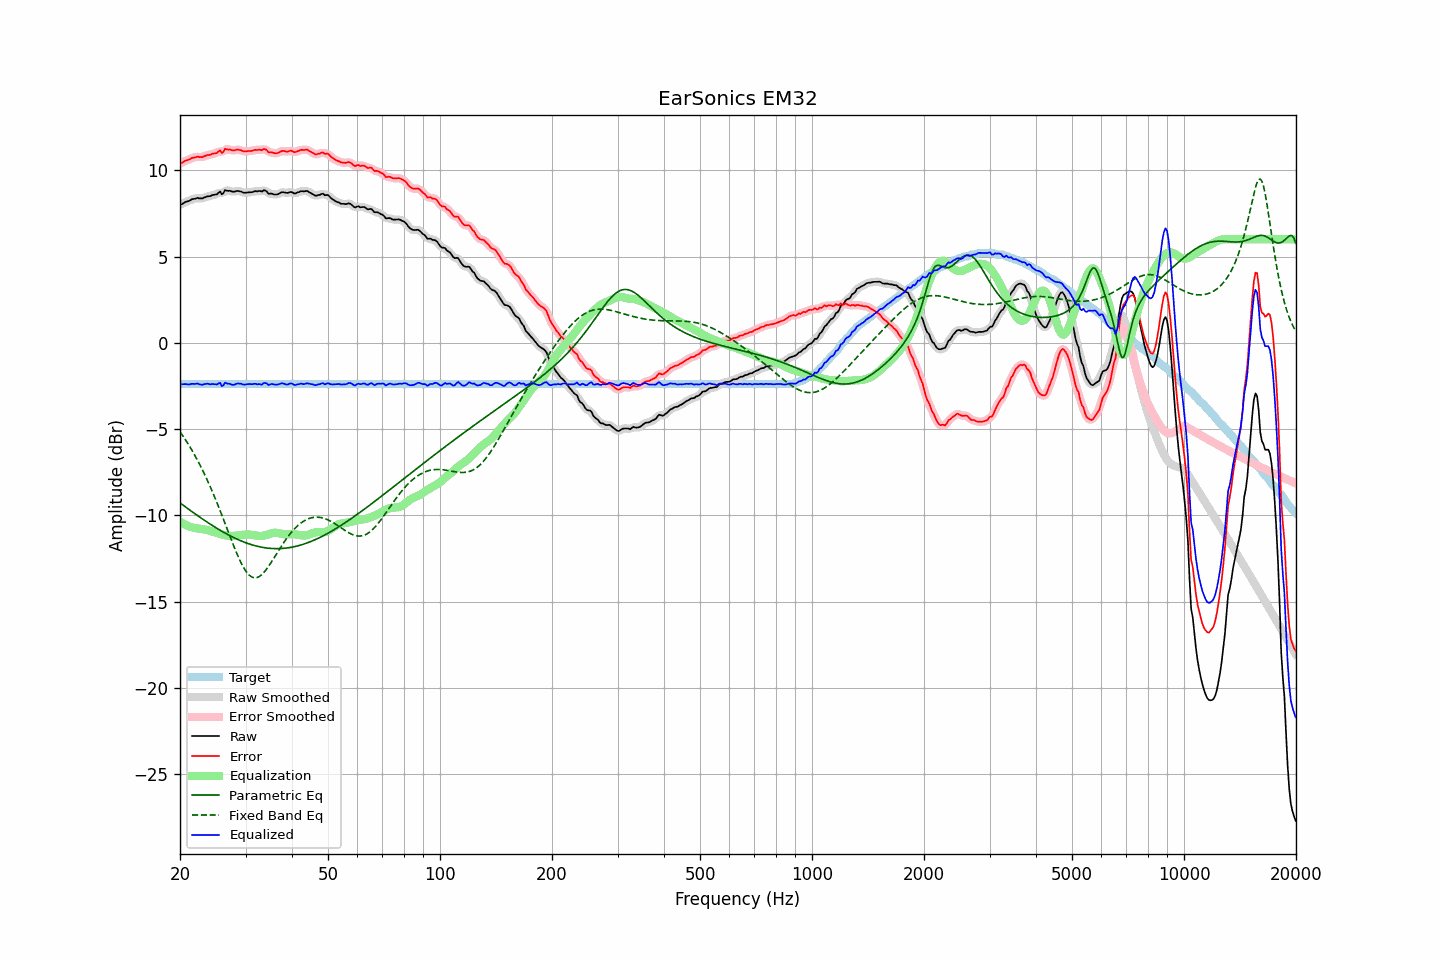 EarSonics EM32
Amplitude (dBr)
10
5
0
−5
−10
−15
−20
−25
Target
Raw Smoothed
Error Smoothed
Raw
Error
Equalization
Parametric Eq
Fixed Band Eq
Equalized
20 50 100 200 500 1000 2000 5000 10000 20000
Frequency (Hz)